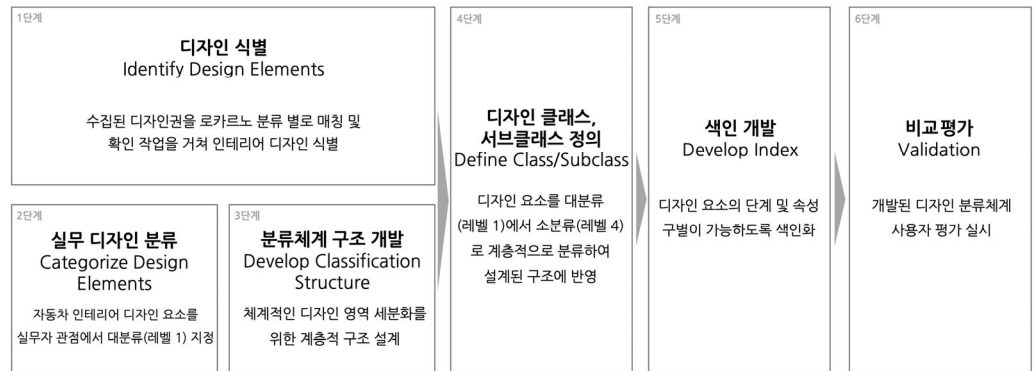 1단계
디자인 식별
Identify Design Elements
수집된 디자인권을 로카르노 분류 별로 매칭 및
확인 작업을 거쳐 인테리어 디자인 식별
2단계
실무 디자인 분류
Categorize Design
Elements
자동차 인테리어 디자인 요소를
실무자 관점에서 대분류(레벨 1) 지정
3단계
분류체계 구조 개발
Develop Classification
Structure
체계적인 디자인 영역 세분화를
위한 계층적 구조 설계
4단계
디자인 클래스,
서브클래스 정의
Define Class/Subclass
디자인 요소를 대분류
(레벨 1)에서 소분류(레벨 4)
로 계층적으로 분류하여
설계된 구조에 반영
5단계
색인 개발
Develop Index
디자인 요소의 단계 및 속성
구별이 가능하도록 색인화
6단계
비교평가
Validation
개발된 디자인 분류체계
사용자 평가 실시